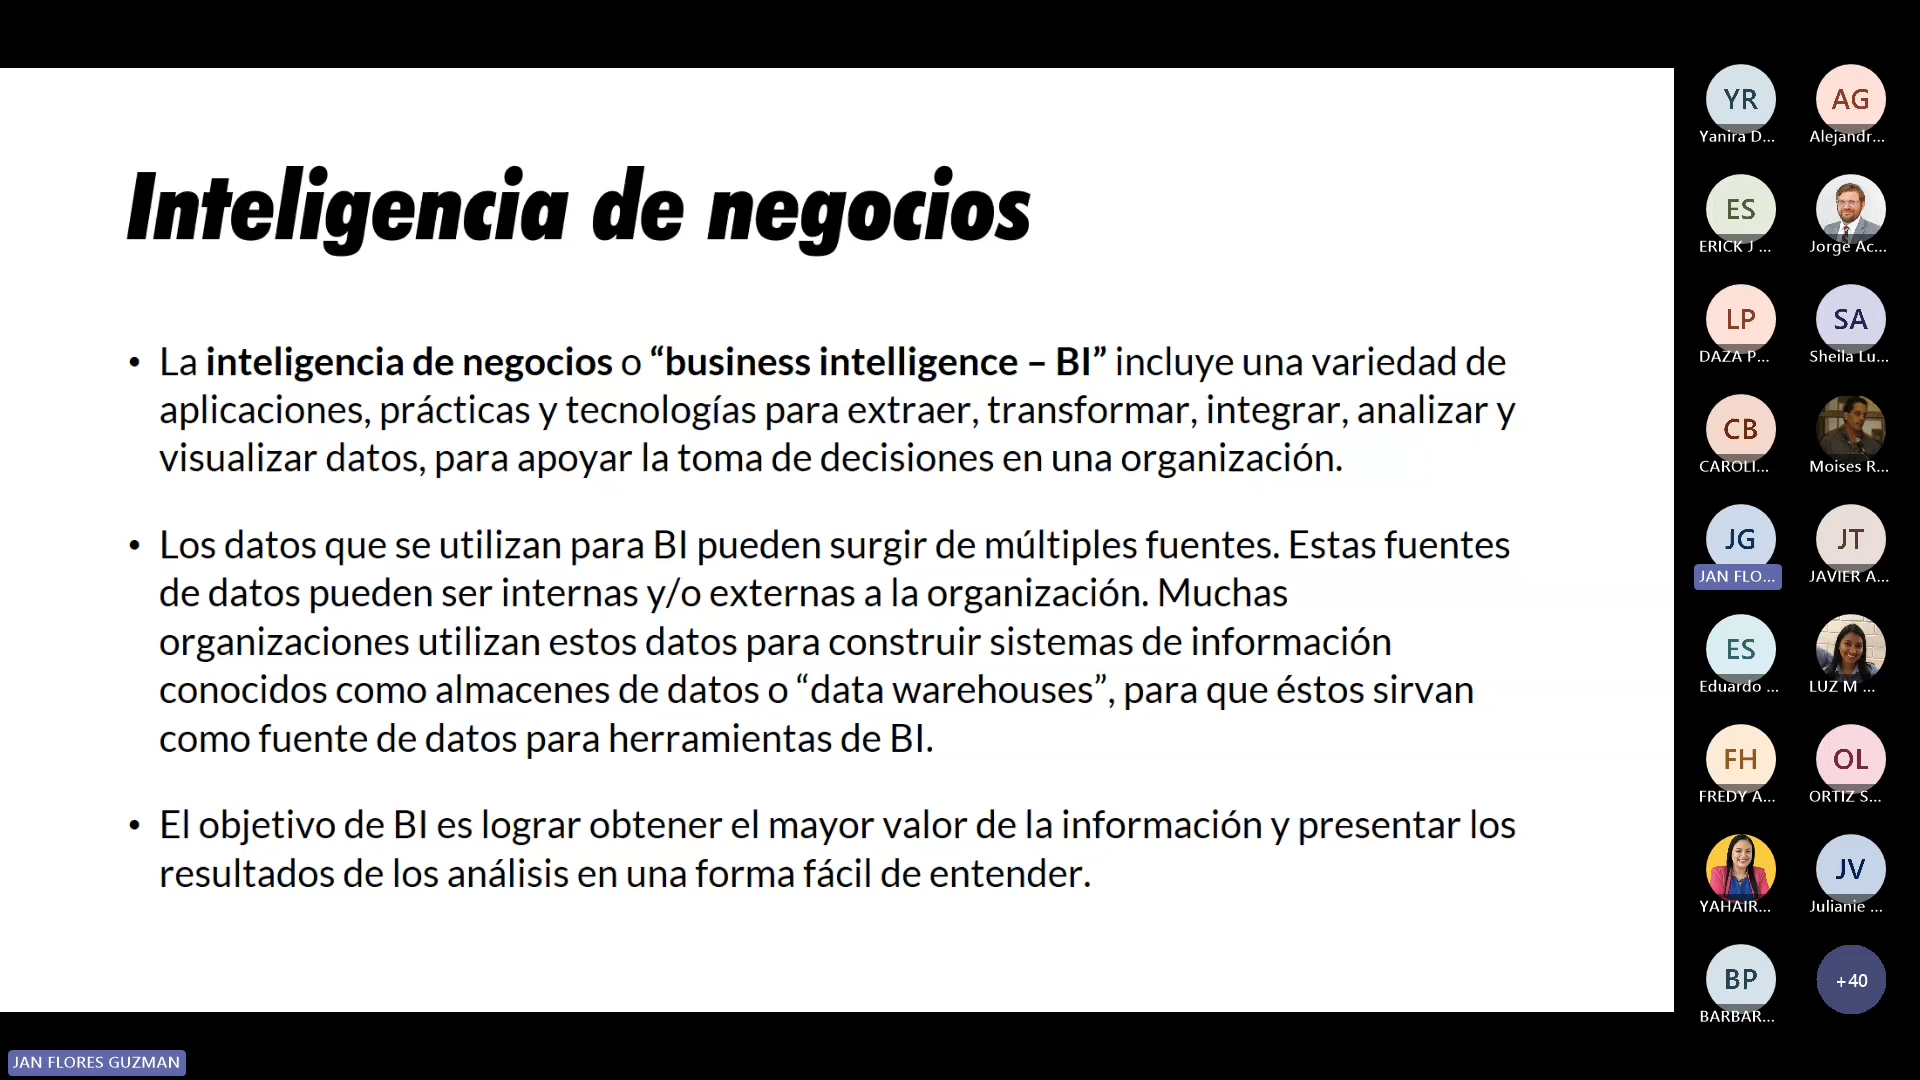 Inteligencia de negocios
• La inteligencia de negocios o “business intelligence – BI” incluye una variedad de
aplicaciones, prácticas y tecnologías para extraer, transformar, integrar, analizar y
visualizar datos, para apoyar la toma de decisiones en una organización.
• Los datos que se utilizan para BI pueden surgir de múltiples fuentes. Estas fuentes
de datos pueden ser internas y/o externas a la organización. Muchas
organizaciones utilizan estos datos para construir sistemas de información
conocidos como almacenes de datos o “data warehouses”, para que éstos sirvan
como fuente de datos para herramientas de BI.
• El objetivo de BI es lograr obtener el mayor valor de la información y presentar los
resultados de los análisis en una forma fácil de entender.
YR AG
Yanira D... Alejandr...
ES
ERICK J ... Jorge Ac...
LP SA
DAZA P... Sheila Lu...
CB
CAROLI... Moises R...
JG JT
JAN FLO... JAVIER A...
ES
Eduardo ... LUZ M ...
FH OL
FREDY A... ORTIZ S...
JV
YAHAIR... Julianie ...
BP +40
BARBAR...
JAN FLORES GUZMAN